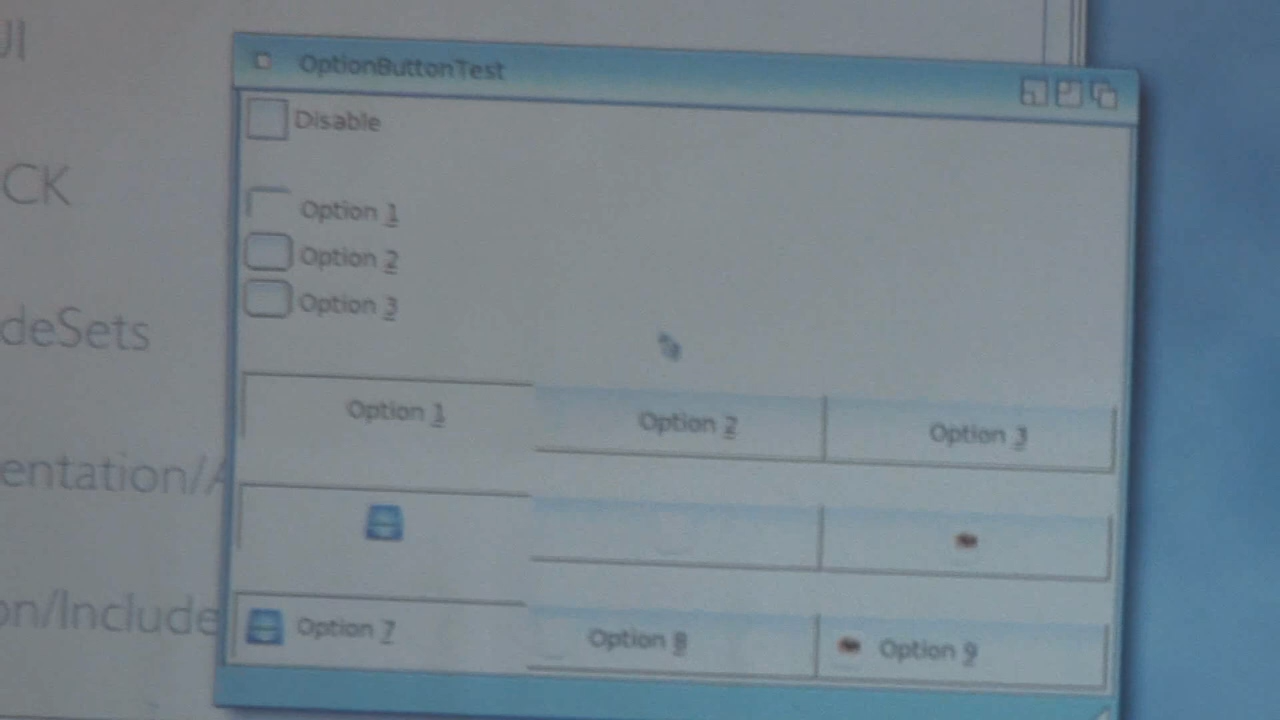 UI
OptionButtonTest
Disable
CK
Option 1
Option 2
Option 3
deSets
Option 1 Option 2 Option 3
entation/A
on/Include
Option 7 Option 8 Option 9